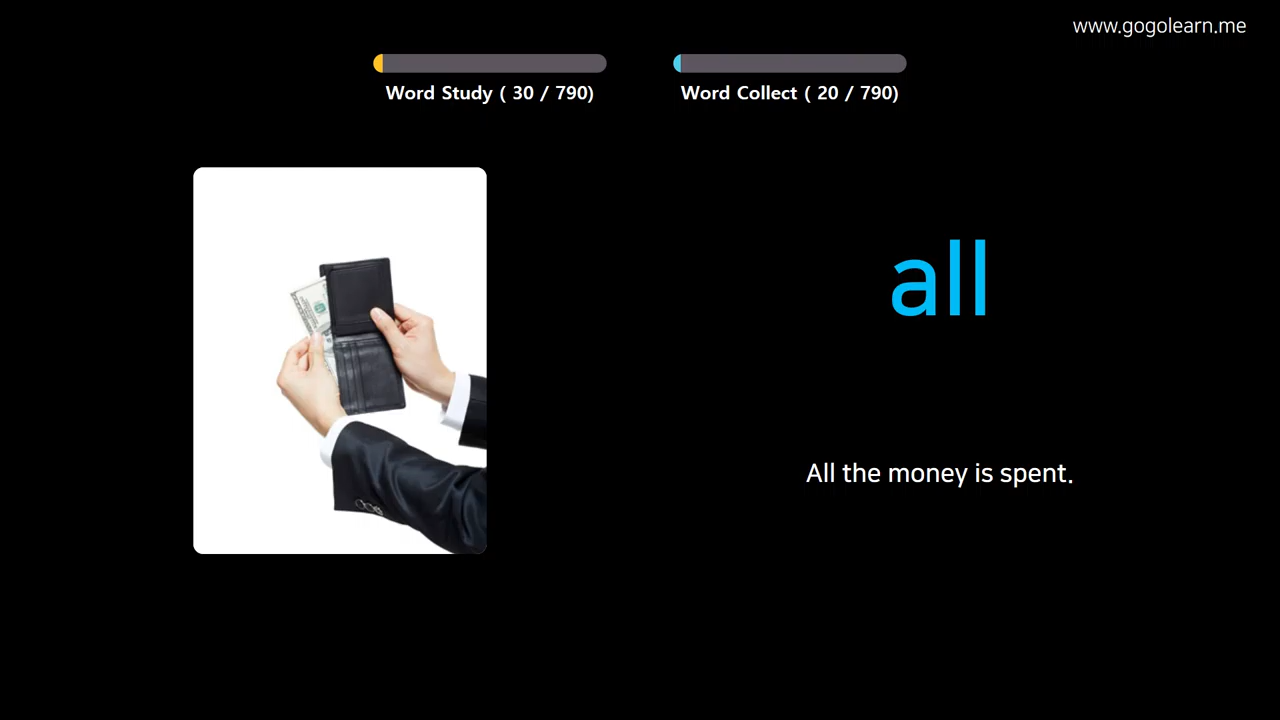 www.gogolearn.me
Word Study ( 30 / 790)
Word Collect ( 20 / 790)
all
All the money is spent.